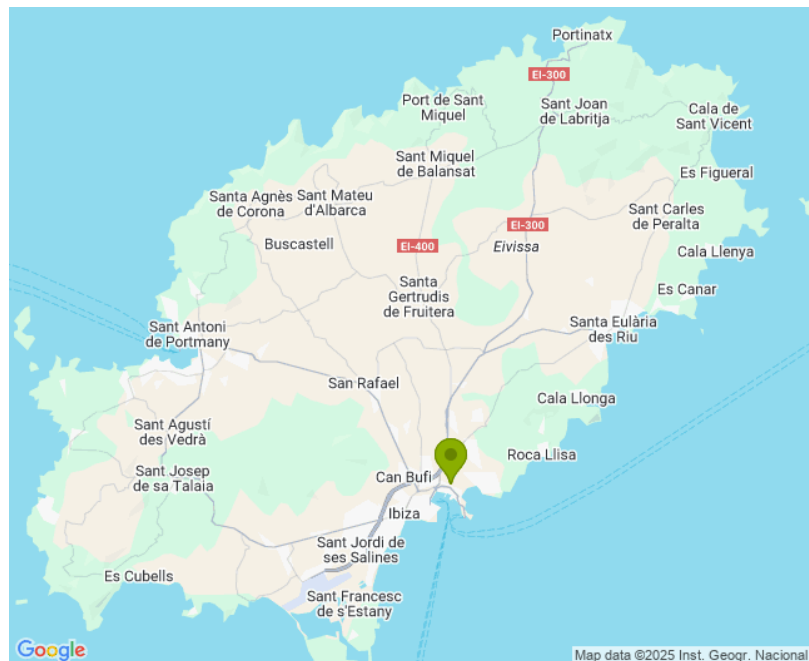 Portinatx
EI-300
Port de Sant
Miquel
Sant Joan
de Labritja
Cala de
Sant Vicent
Sant Miquel
de Balansat
Es Figueral
Santa Agnès
de Corona
Sant Mateu
d'Albarca
Sant Carles
de Peralta
EI-300
Buscastell
EI-400
Eivissa
Cala Llenya
Santa
Gertrudis
de Fruitera
Es Canar
Sant Antoni
de Portmany
Santa Eulària
des Riu
San Rafael
Cala Llonga
Sant Agustí
des Vedrà
Roca Llisa
Sant Josep
de sa Talaia
Can Bufi
Ibiza
Sant Jordi de
ses Salines
Es Cubells
Sant Francesc
de s'Estany
Google
Map data ©2025 Inst. Geogr. Nacional